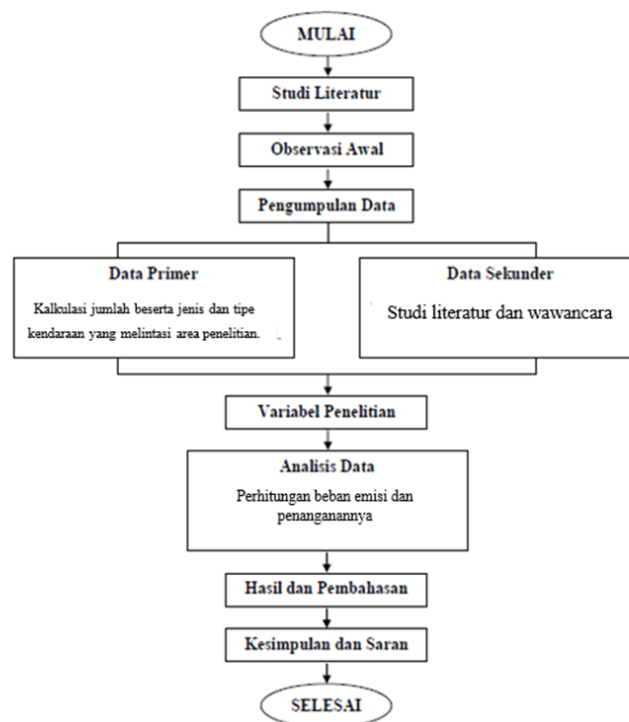 MULAI
Studi Literatur
Observasi Awal
Pengumpulan Data
Data Primer
Kalkulasi jumlah beserta jenis dan tipe
kendaraan yang melintasi area penelitian.
Data Sekunder
Studi literatur dan wawancara
Variabel Penelitian
Analisis Data
Perhitungan beban emisi dan
penanganannya
Hasil dan Pembahasan
Kesimpulan dan Saran
SELESAI